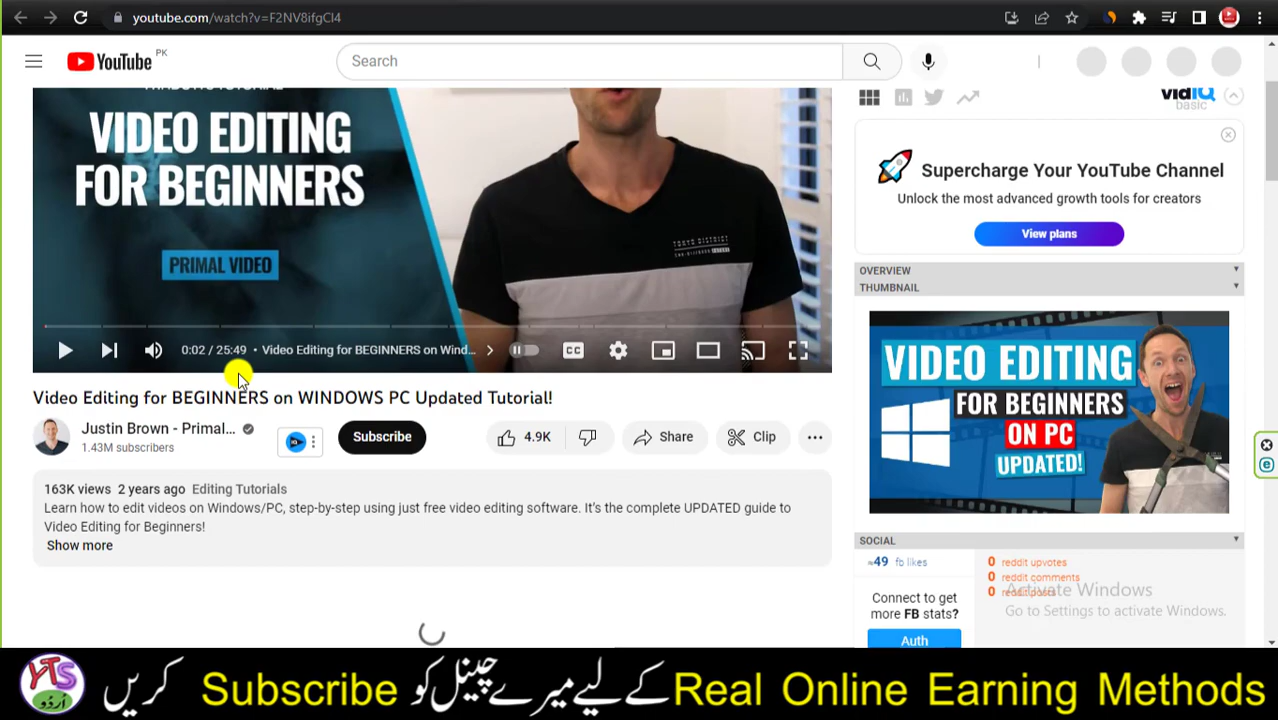 youtube.com/watch?v=F2NV8ifgCI4
YouTube PK
Search
VIDEO EDITING
FOR BEGINNERS
PRIMAL VIDEO
0:02 / 25:49 • Video Editing for BEGINNERS on Wind...
CC
Video Editing for BEGINNERS on WINDOWS PC Updated Tutorial!
Justin Brown - Primal...
1.43M subscribers
Subscribe
4.9K
Share
Clip
163K views 2 years ago Editing Tutorials
Learn how to edit videos on Windows/PC, step-by-step using just free video editing software. It's the complete UPDATED guide to
Video Editing for Beginners!
Show more
vidIQ
basic
Supercharge Your YouTube Channel
Unlock the most advanced growth tools for creators
View plans
OVERVIEW
THUMBNAIL
VIDEO EDITING
FOR BEGINNERS
ON PC
UPDATED!
SOCIAL
≈49 fb likes
0 reddit upvotes
0 reddit comments
0 reddit posts
Connect to get
more FB stats?
Auth
Activate Windows
Go to Settings to activate Windows.
YTS
اردو
Real Online Earning Methods کے لیے میرے چینل کو Subscribe کریں